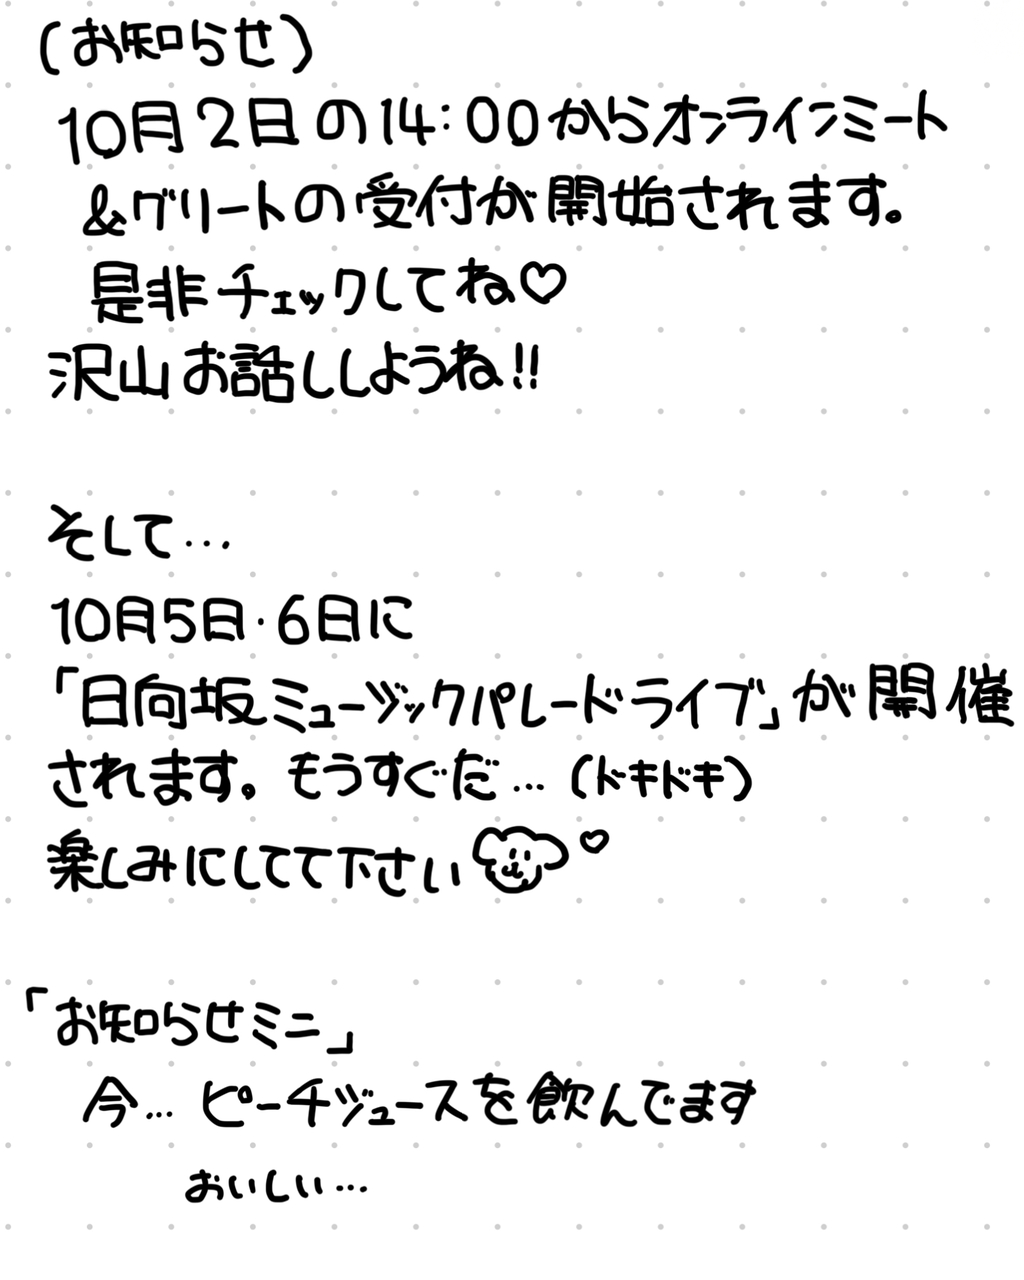 (お知らせ)
10月2日の14:00からオンラインミート
&グリートの受付が開始されます。
是非チェックしてね♡
沢山お話ししようね!!
そして…
10月5日・6日に
「日向坂ミュージックパレードライブ」が開催
されます。もうすぐだ…(ドキドキ)
楽しみにしてて下さい♡
「お知らせミニ」
今…ピーチジュースを飲んでます
おいしい…